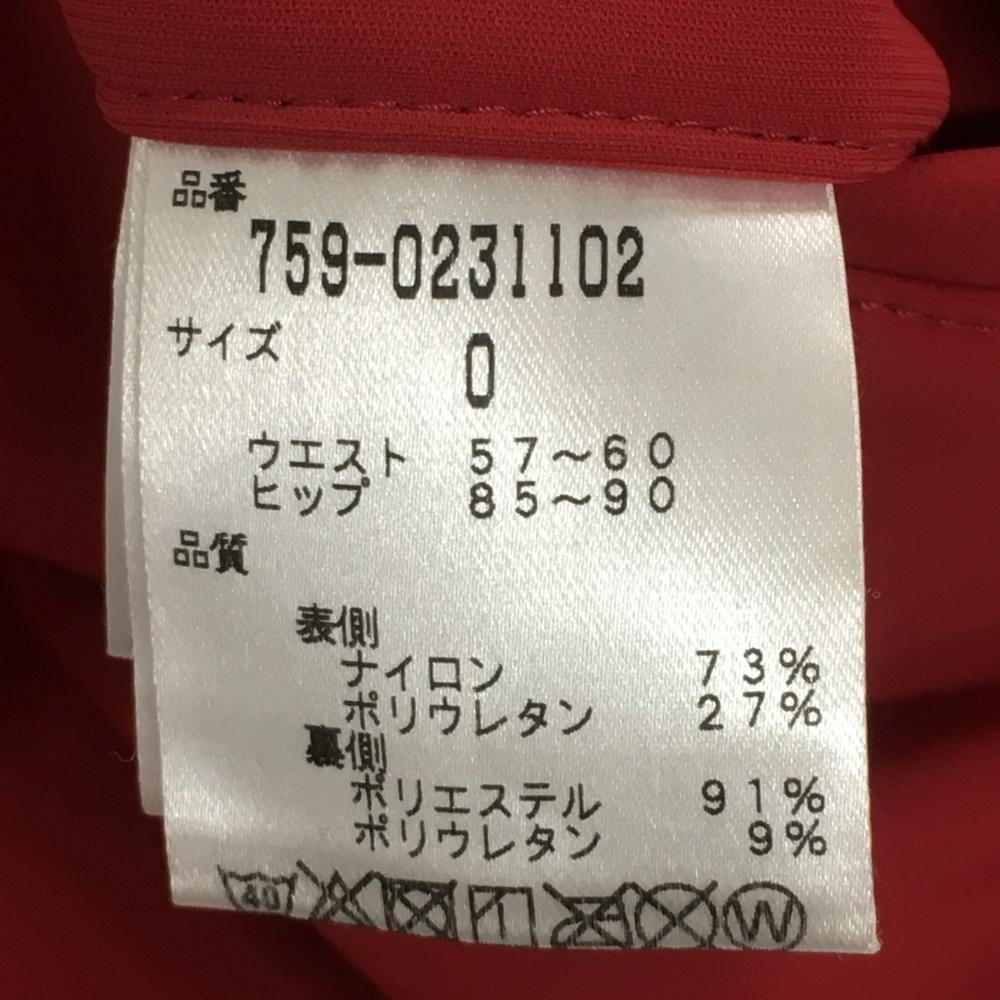 品番
759-0231102
サイズ
0
ウエスト 57～60
ヒップ 85～90
品質
表側
ナイロン 73%
ポリウレタン 27%
裏側
ポリエステル 91%
ポリウレタン 9%
40 W